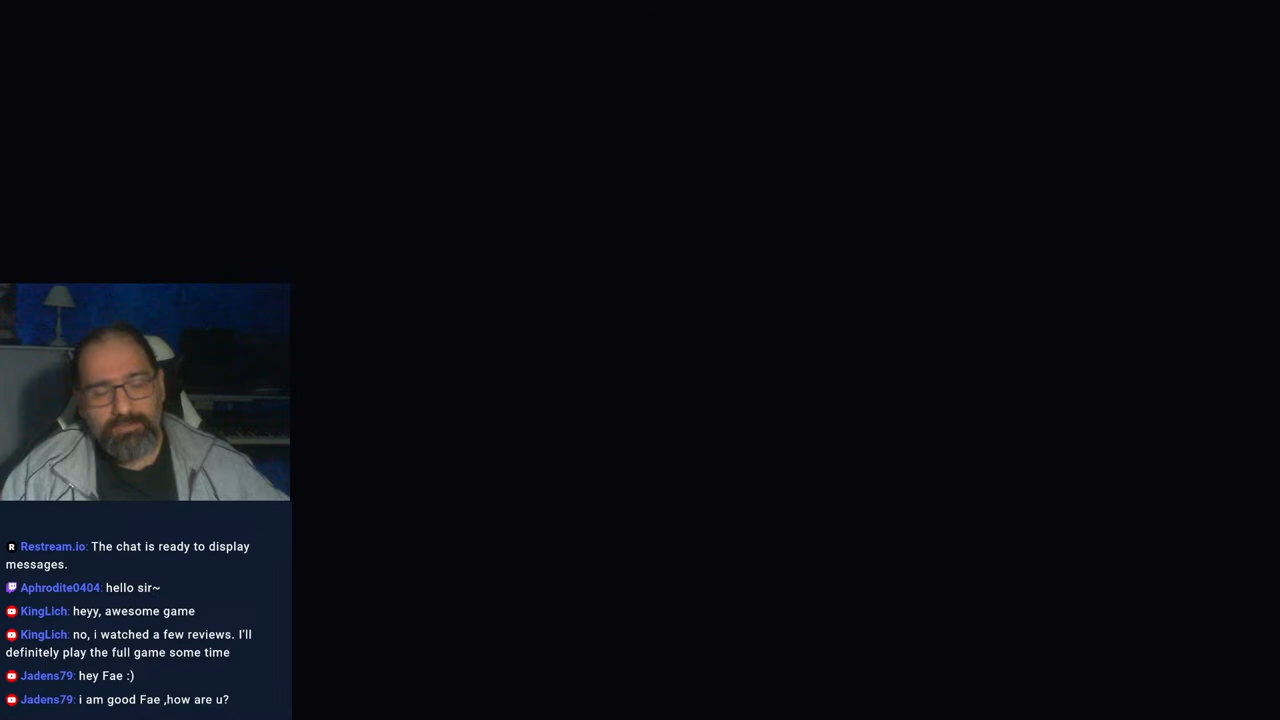 Restream.io: The chat is ready to display
messages.
Aphrodite0404: hello sir~
KingLich: heyy, awesome game
KingLich: no, i watched a few reviews. I'll
definitely play the full game some time
Jadens79: hey Fae :)
Jadens79: i am good Fae ,how are u?